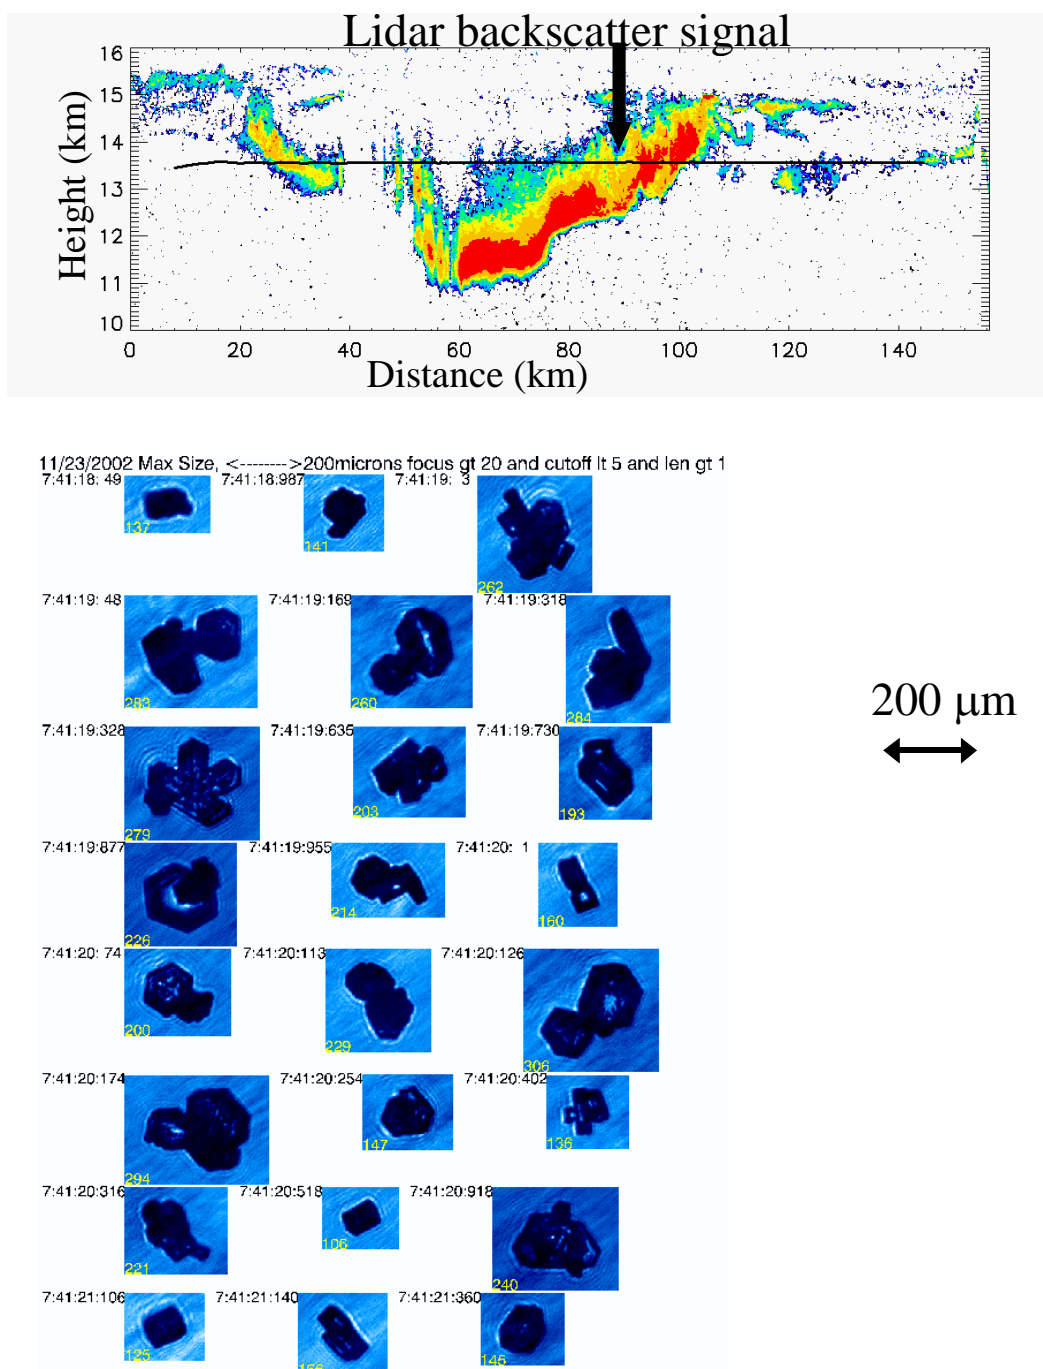 Lidar backscatter signal
16
15
14
13
12
11
10
Height (km)
0 20 40 60 80 100 120 140
Distance (km)
11/23/2002 Max Size, <-------->200microns focus gt 20 and cutoff lt 5 and len gt 1
7:41:18: 49 7:41:18:987 7:41:19: 3
137 141 262
7:41:19: 48 7:41:19:169 7:41:19:318
283 260 284
200 μm
7:41:19:328 7:41:19:635 7:41:19:730
279 203 193
7:41:19:877 7:41:19:955 7:41:20: 1
226 214 160
7:41:20: 74 7:41:20:113 7:41:20:126
200 229 306
7:41:20:174 7:41:20:254 7:41:20:402
294 147 136
7:41:20:316 7:41:20:518 7:41:20:918
221 106 240
7:41:21:106 7:41:21:140 7:41:21:360
125 145